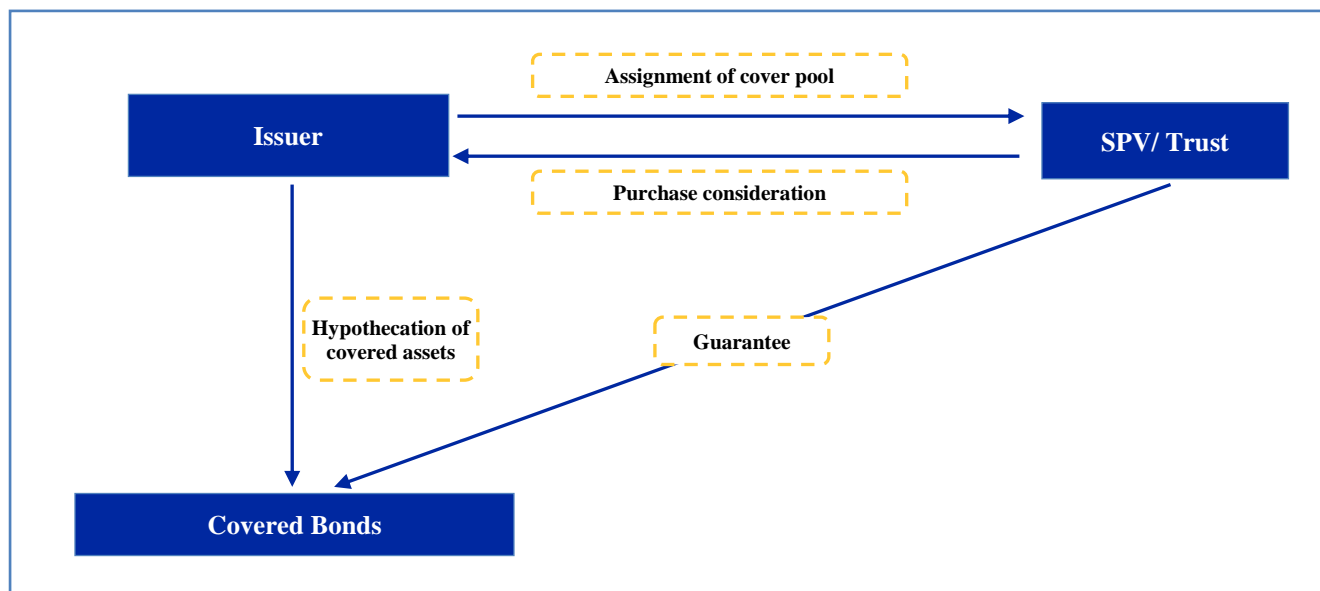 Assignment of cover pool
Issuer
SPV/ Trust
Purchase consideration
Hypothecation of
covered assets
Guarantee
Covered Bonds